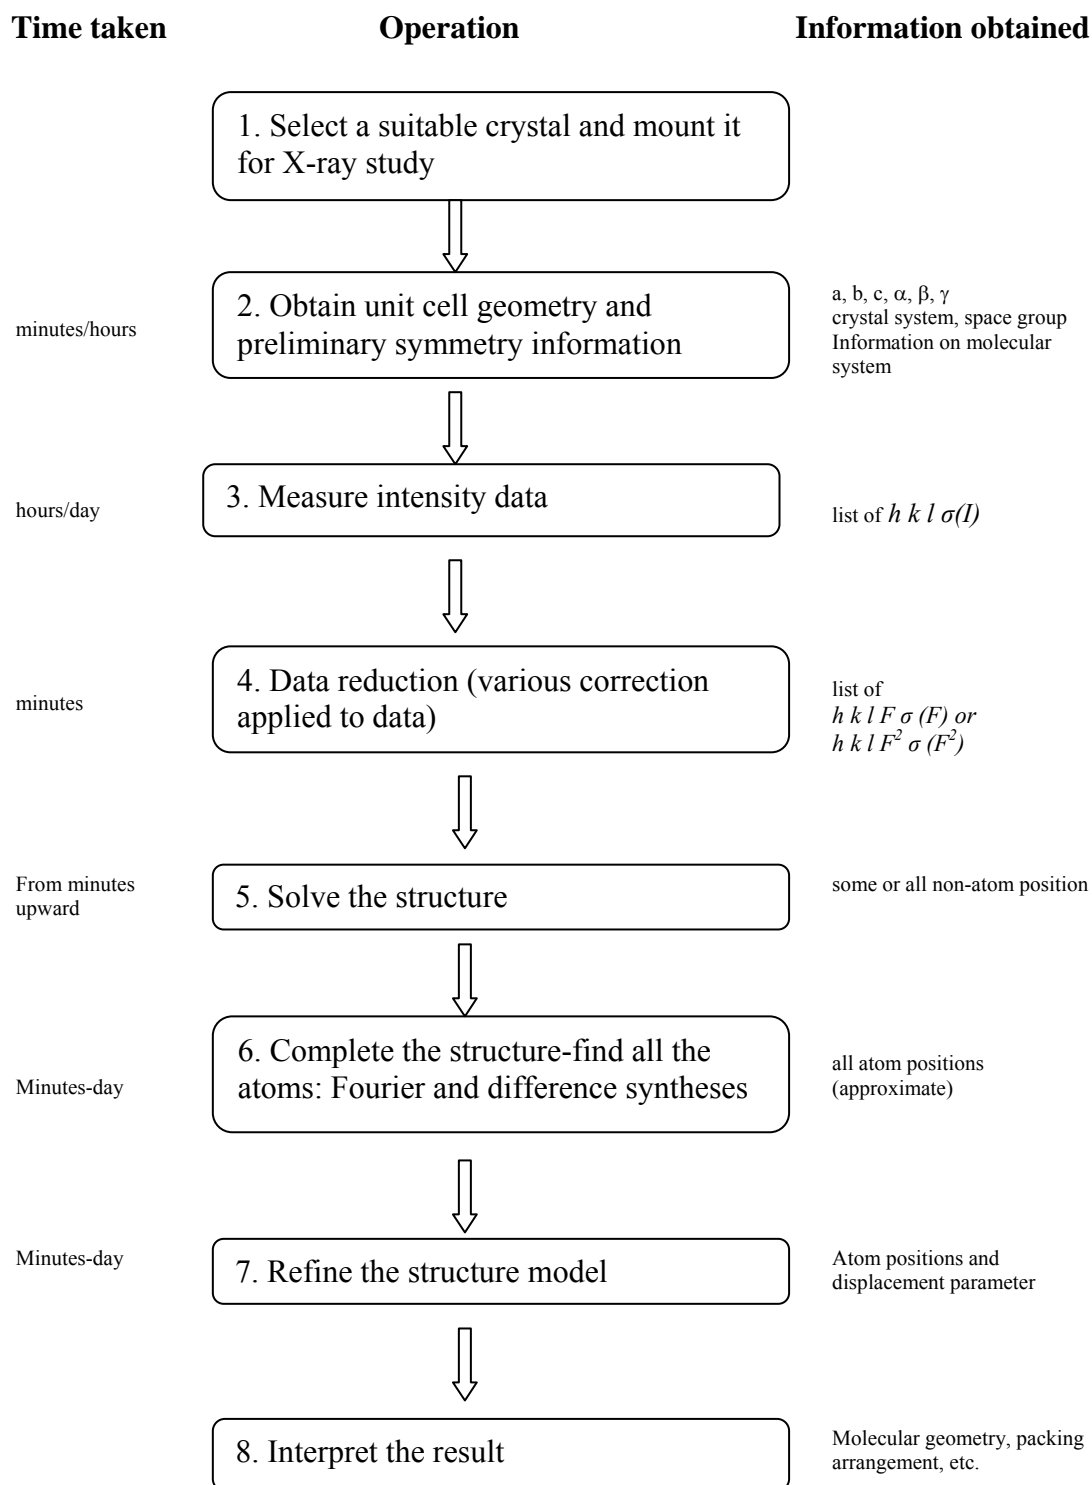 Time taken
Operation
Information obtained
1. Select a suitable crystal and mount it
for X-ray study
minutes/hours
2. Obtain unit cell geometry and
preliminary symmetry information
a, b, c, α, β, γ
crystal system, space group
Information on molecular
system
hours/day
3. Measure intensity data
list of h k l σ(I)
minutes
4. Data reduction (various correction
applied to data)
list of
h k l F σ (F) or
h k l F² σ (F²)
From minutes
upward
5. Solve the structure
some or all non-atom position
Minutes-day
6. Complete the structure-find all the
atoms: Fourier and difference syntheses
all atom positions
(approximate)
Minutes-day
7. Refine the structure model
Atom positions and
displacement parameter
8. Interpret the result
Molecular geometry, packing
arrangement, etc.